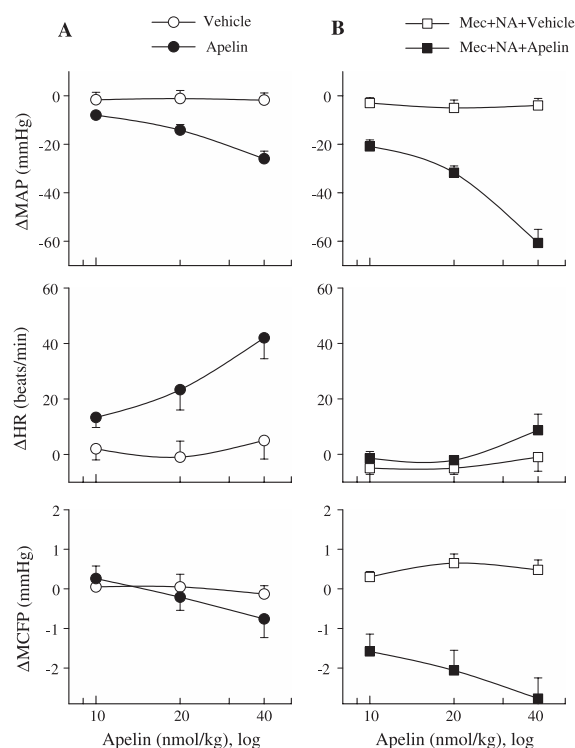 A
Vehicle
Apelin
B
Mec+NA+Vehicle
Mec+NA+Apelin
ΔMAP (mmHg)
0
-20
-40
-60
0
-20
-40
-60
ΔHR (beats/min)
60
40
20
0
60
40
20
0
ΔMCFP (mmHg)
2
1
0
-1
-2
2
1
0
-1
-2
10 20 40
10 20 40
Apelin (nmol/kg), log
Apelin (nmol/kg), log